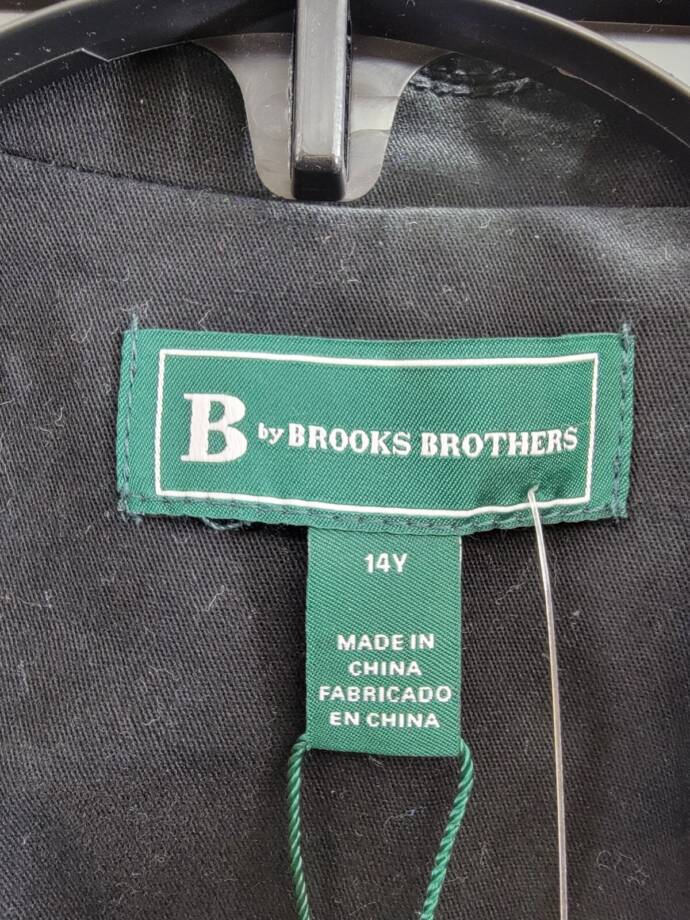 B by BROOKS BROTHERS
14Y
MADE IN
CHINA
FABRICADO
EN CHINA